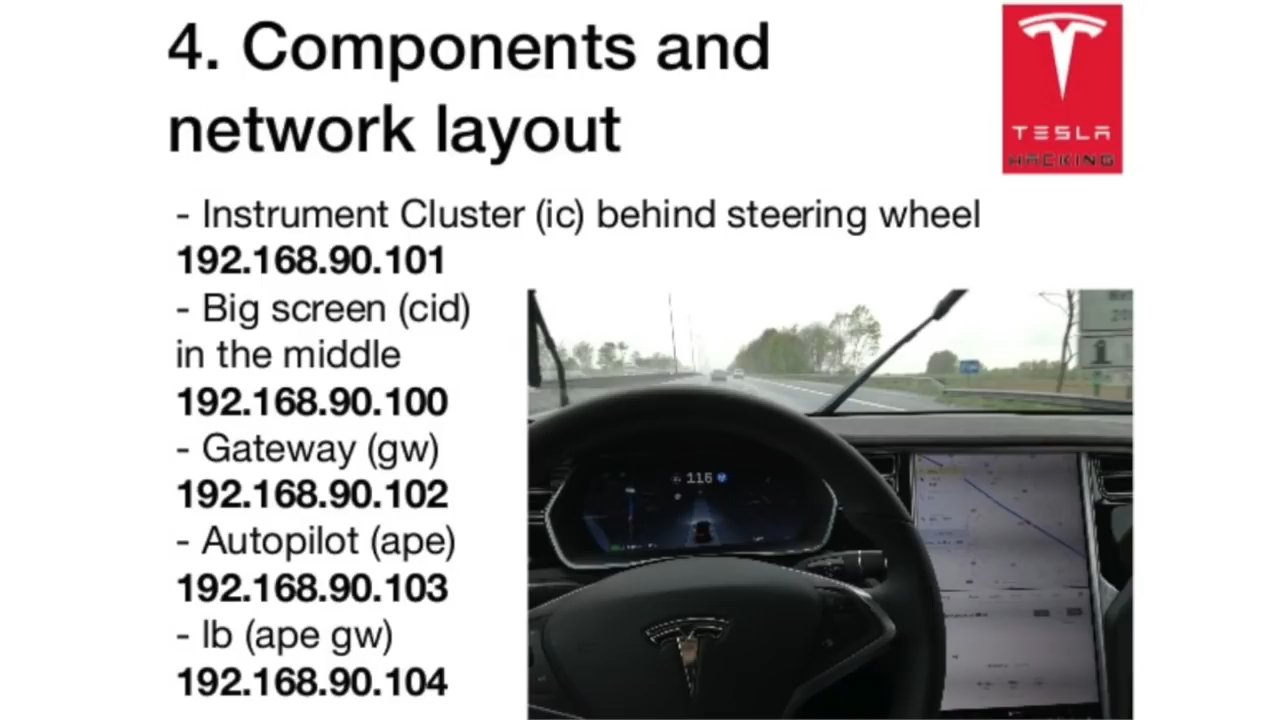 4. Components and
network layout
TESLA
HACKING
- Instrument Cluster (ic) behind steering wheel
192.168.90.101
- Big screen (cid)
in the middle
192.168.90.100
- Gateway (gw)
192.168.90.102
- Autopilot (ape)
192.168.90.103
- lb (ape gw)
192.168.90.104
115